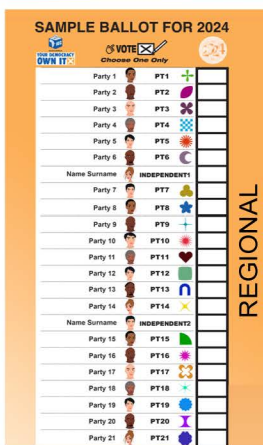 SAMPLE BALLOT FOR 2024
YOUR DEMOCRACY
OWN IT
VOTE X
Choose One Only
Party 1 PT1
Party 2 PT2
Party 3 PT3
Party 4 PT4
Party 5 PT5
Party 6 PT6
Name Surname INDEPENDENT1
Party 7 PT7
Party 8 PT8
Party 9 PT9
Party 10 PT10
Party 11 PT11
Party 12 PT12
Party 13 PT13
Party 14 PT14
Name Surname INDEPENDENT2
Party 15 PT15
Party 16 PT16
Party 17 PT17
Party 18 PT18
Party 19 PT19
Party 20 PT20
Party 21 PT21
REGIONAL